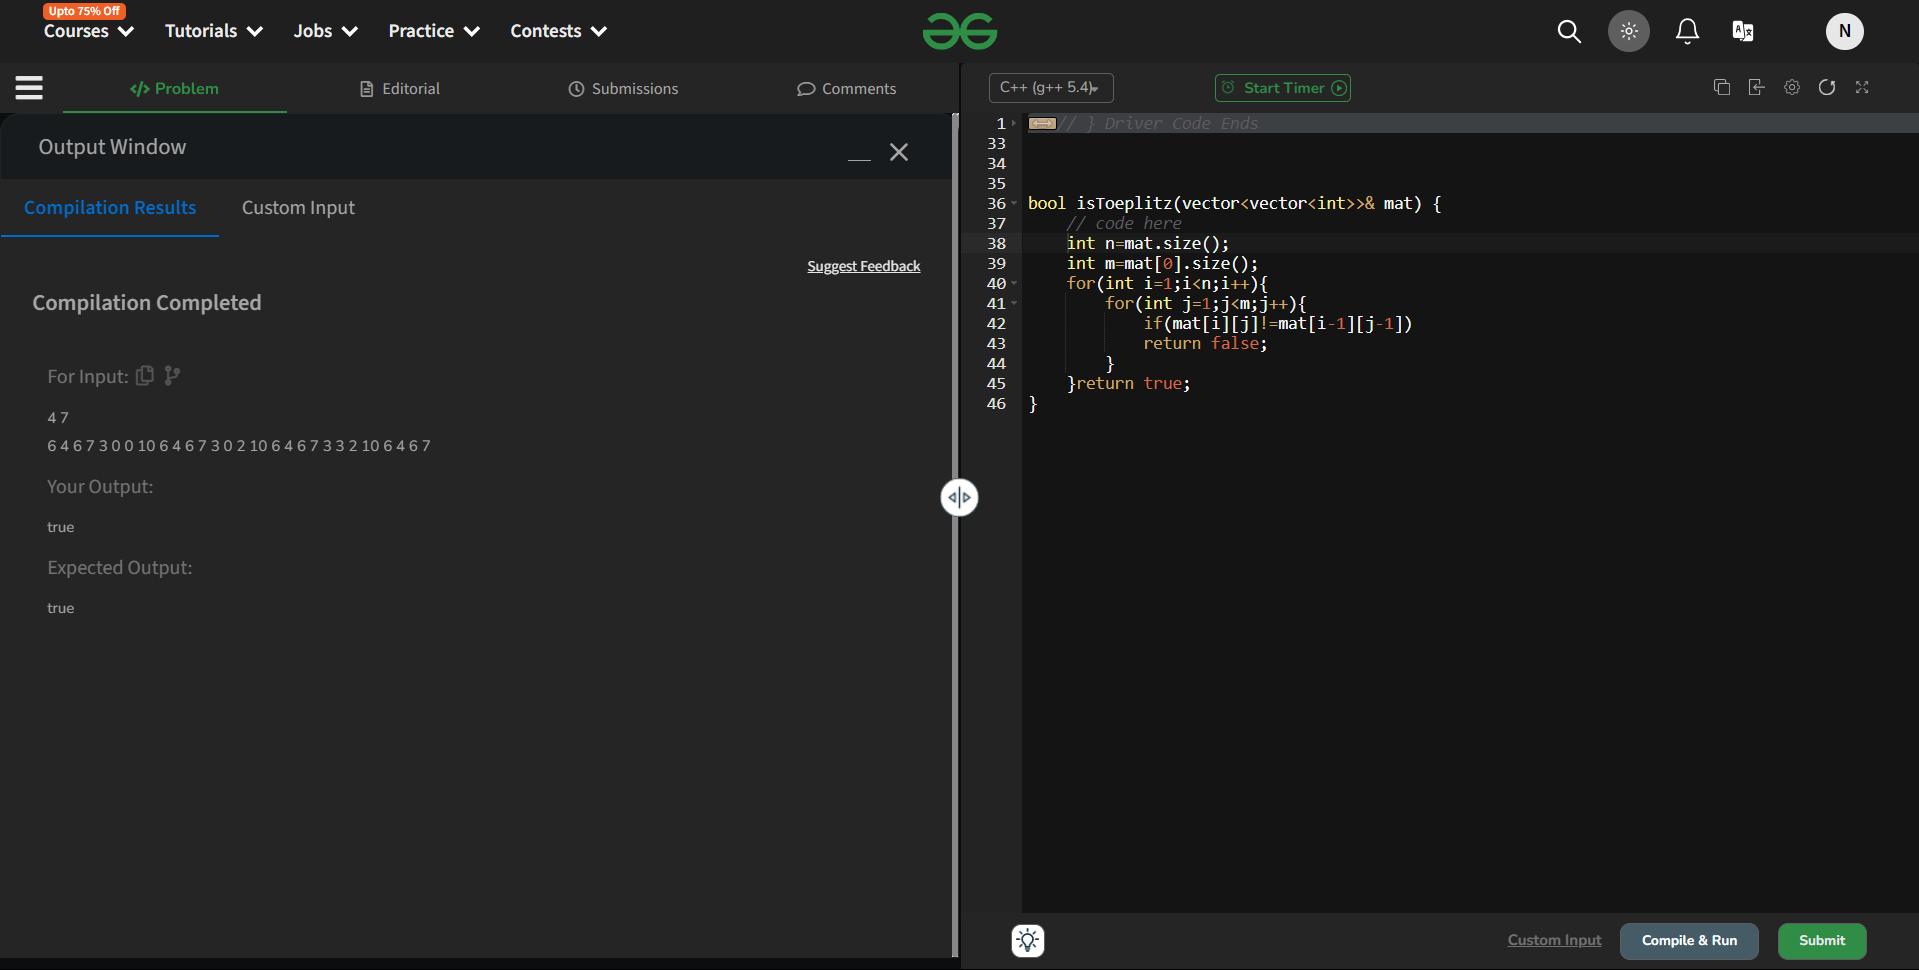 Upto 75% Off
Courses Tutorials Jobs Practice Contests
N
Problem Editorial Submissions Comments
Output Window
Compilation Results Custom Input
Suggest Feedback
Compilation Completed
For Input:
4 7
6 4 6 7 3 0 0 10 6 4 6 7 3 0 2 10 6 4 6 7 3 3 2 10 6 4 6 7
Your Output:
true
Expected Output:
true
C++ (g++ 5.4) Start Timer
1 // } Driver Code Ends
33
34
35
36 bool isToeplitz(vector<vector<int>>& mat) {
37 // code here
38 int n=mat.size();
39 int m=mat[0].size();
40 for(int i=1;i<n;i++){
41 for(int j=1;j<m;j++){
42 if(mat[i][j]!=mat[i-1][j-1])
43 return false;
44 }
45 }return true;
46 }
Custom Input Compile & Run Submit